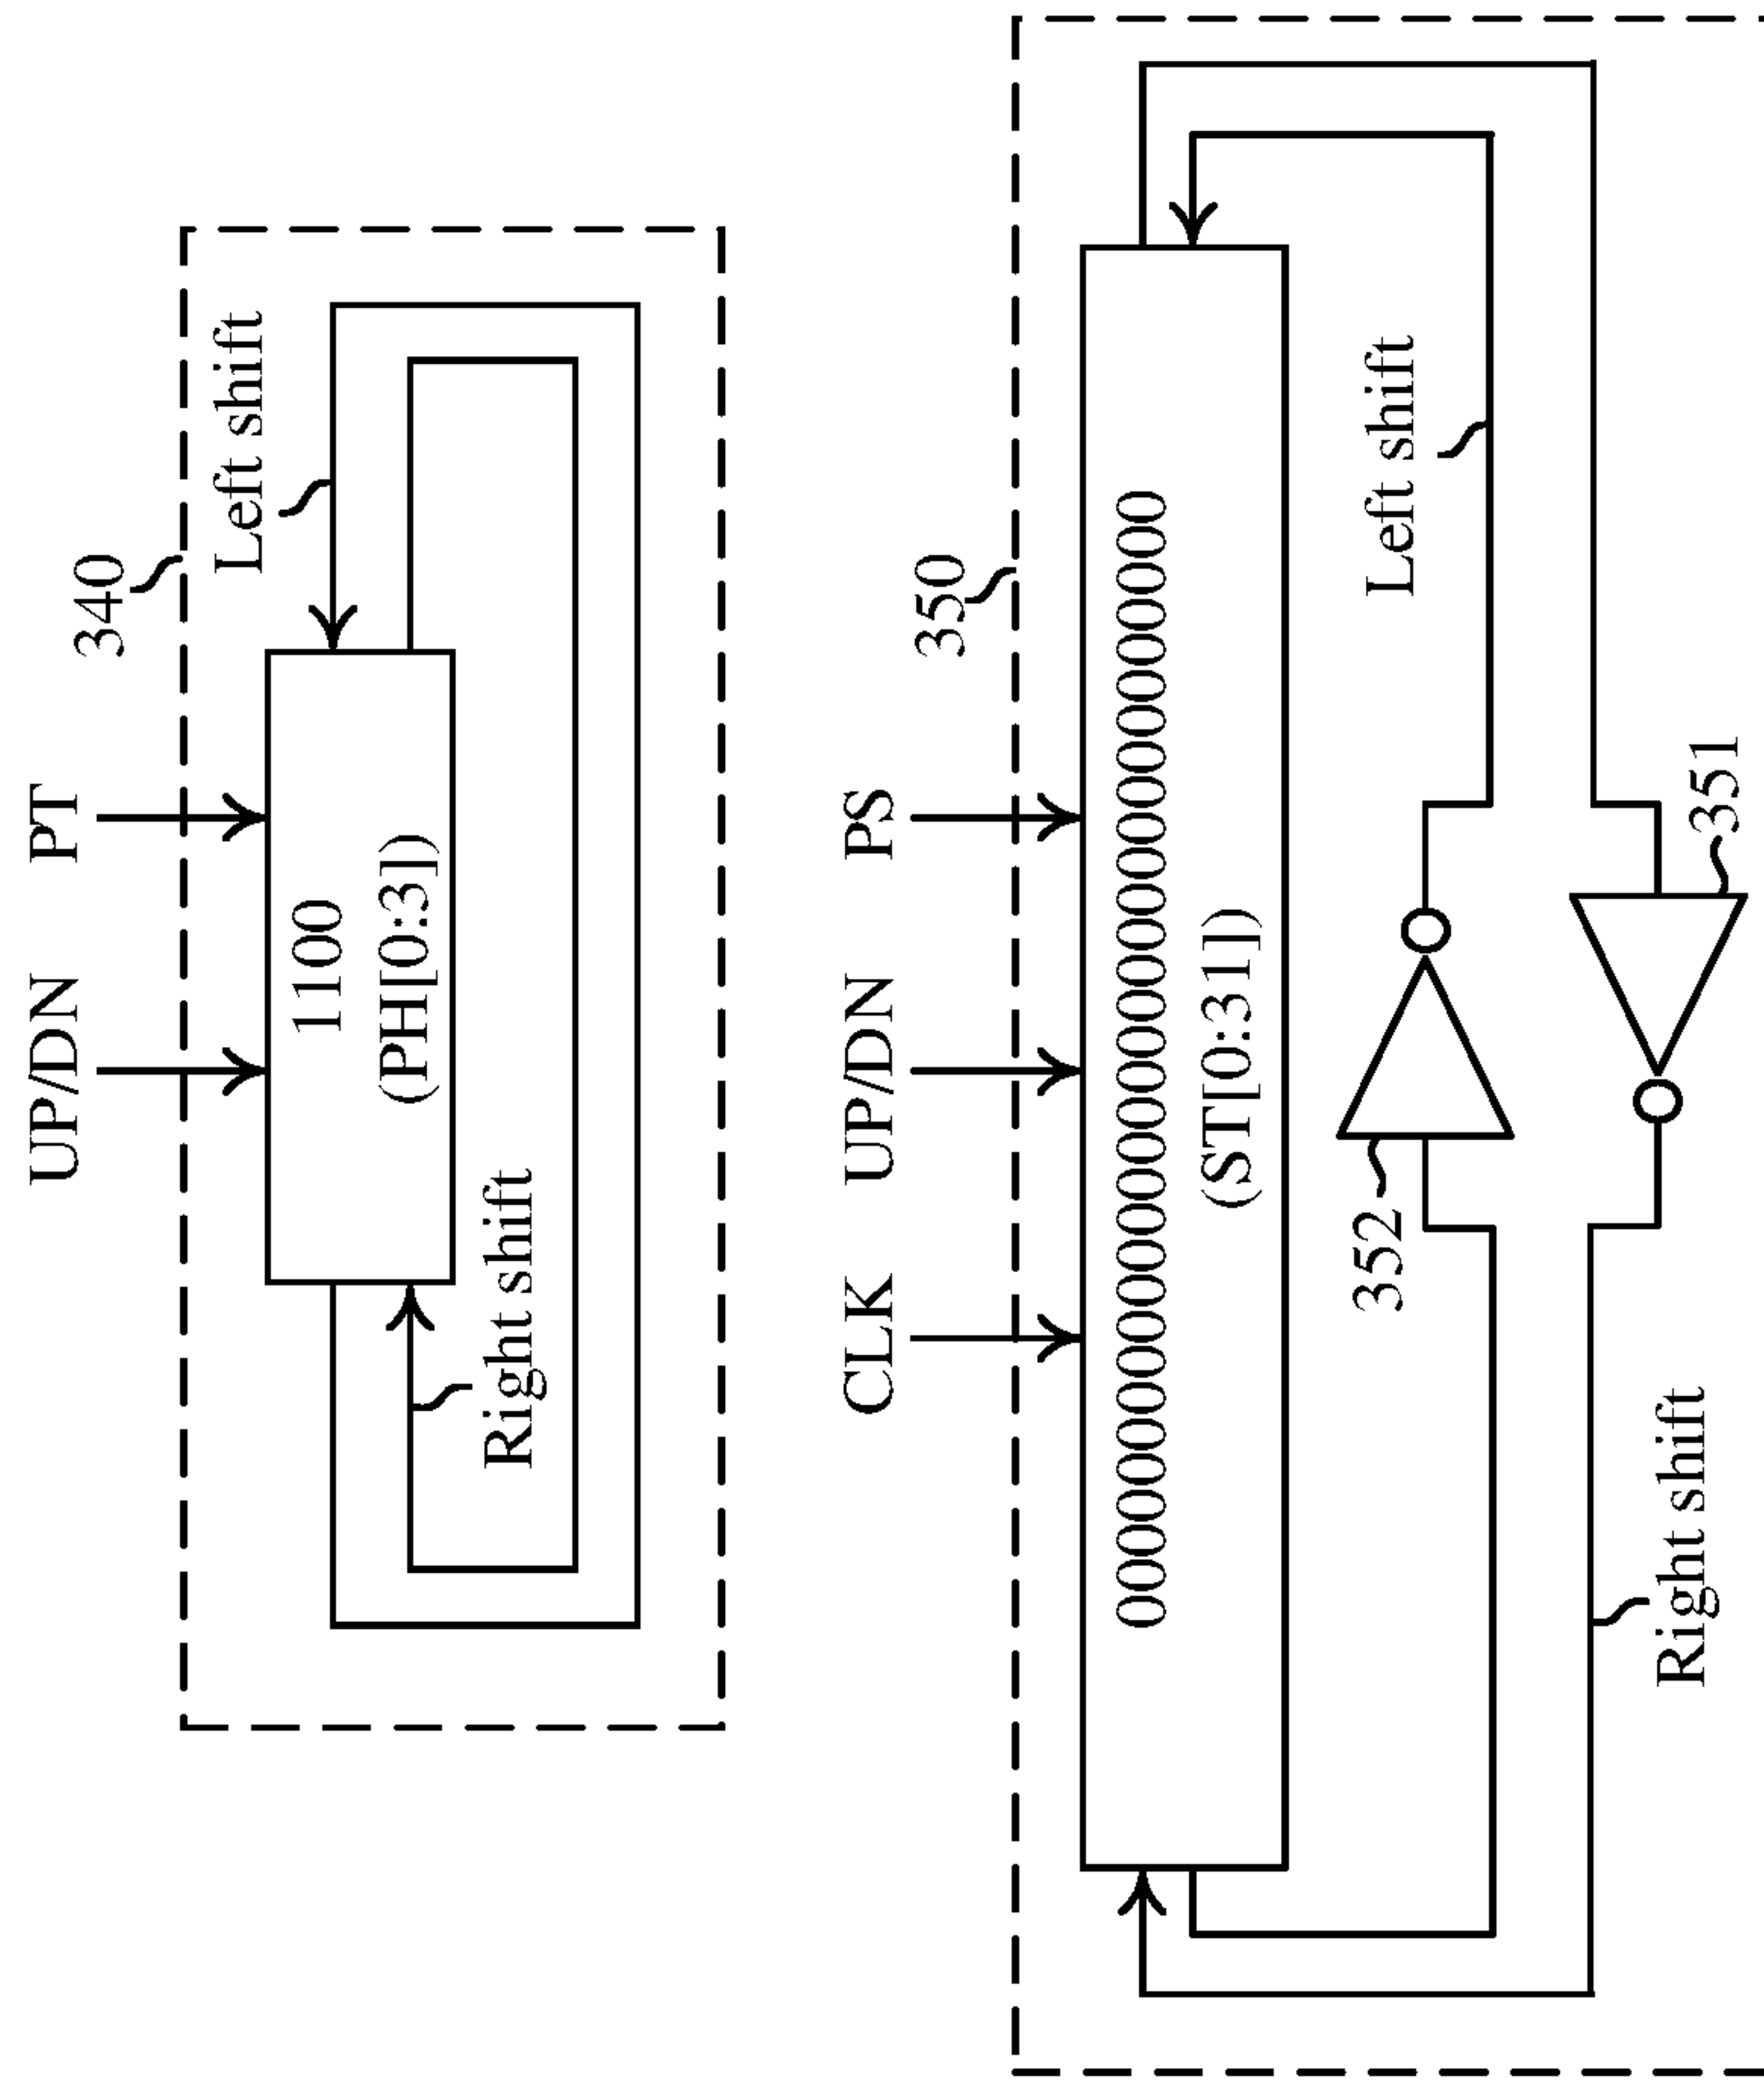 UP/DN PT
340
Left shift
1100
(PH[0:3])
Right shift
CLK UP/DN PS
350
00000000000000000000000000000000
(ST[0:31])
352
Left shift
Right shift
351